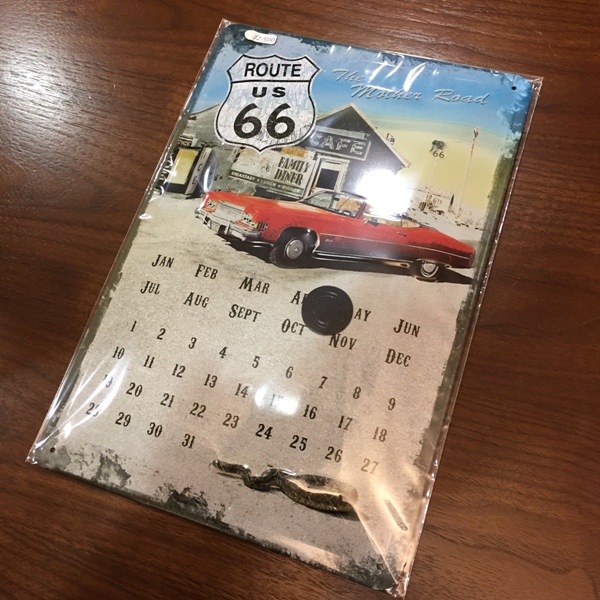 ROUTE
US
66
The
Mother Road
CAFE
FAMILY
DINER
66
JAN FEB MAR JUN
JUL AUG SEPT OCT NOV DEC
1 2 3 4 5 6 7 8 9
10 11 12 13 14 15 16 17 18
19 20 21 22 23 24 25 26 27
28 29 30 31